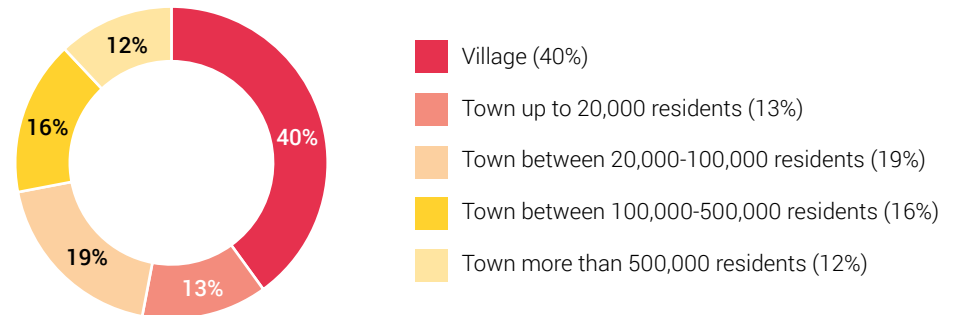 12%
16%
40%
19%
13%
Village (40%)
Town up to 20,000 residents (13%)
Town between 20,000-100,000 residents (19%)
Town between 100,000-500,000 residents (16%)
Town more than 500,000 residents (12%)